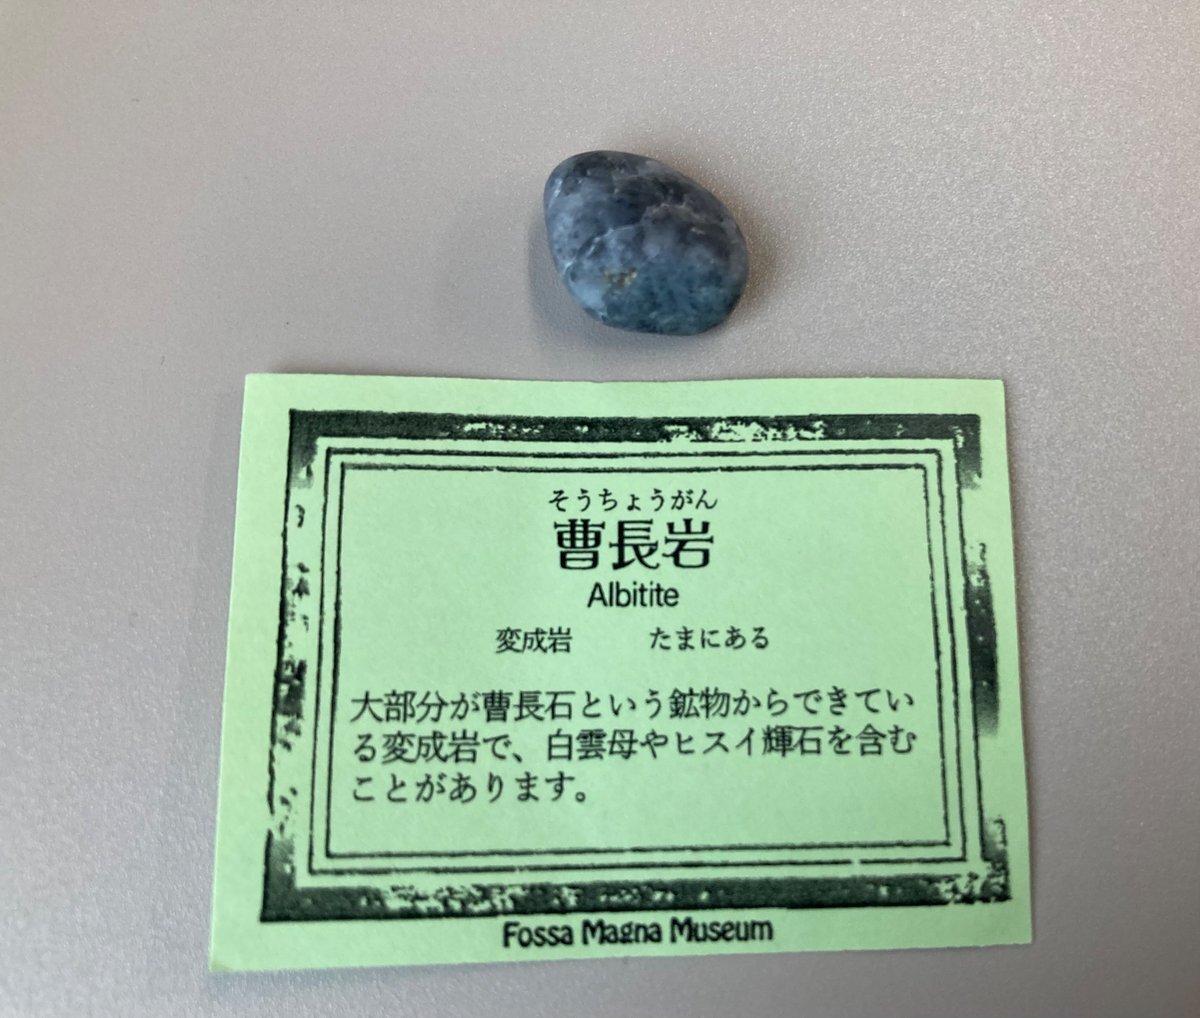 そうちょうがん
曹長岩
Albitite
変成岩 たまにある
大部分が曹長石という鉱物からできてい
る変成岩で、白雲母やヒスイ輝石を含む
ことがあります。
Fossa Magna Museum